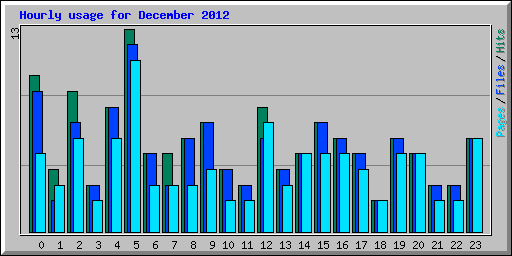 Hourly usage for December 2012
13
Pages / Files / Hits
0 1 2 3 4 5 6 7 8 9 10 11 12 13 14 15 16 17 18 19 20 21 22 23